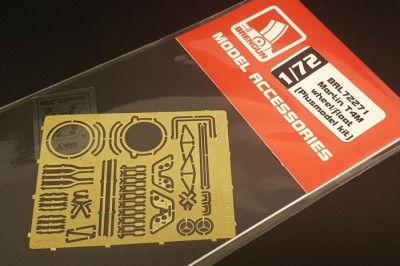 BRENGUN
MODEL ACCESSORIES
1/72
BRL72271
Martin T4M
wheel/float
(Plusmodel kit)